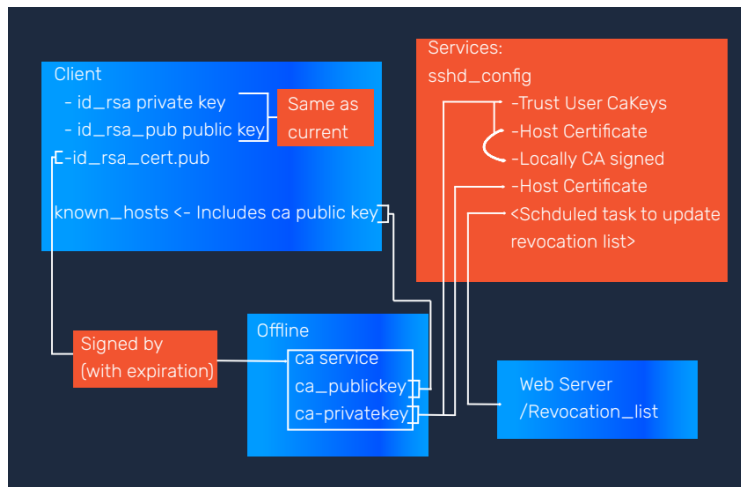 Client
- id_rsa private key
- id_rsa_pub public key
Same as
current
-id_rsa_cert.pub
known_hosts <- Includes ca public key
Services:
sshd_config
-Trust User CaKeys
-Host Certificate
-Locally CA signed
-Host Certificate
<Schduled task to update
revocation list>
Signed by
(with expiration)
Offline
ca service
ca_publickey
ca-privatekey
Web Server
/Revocation_list